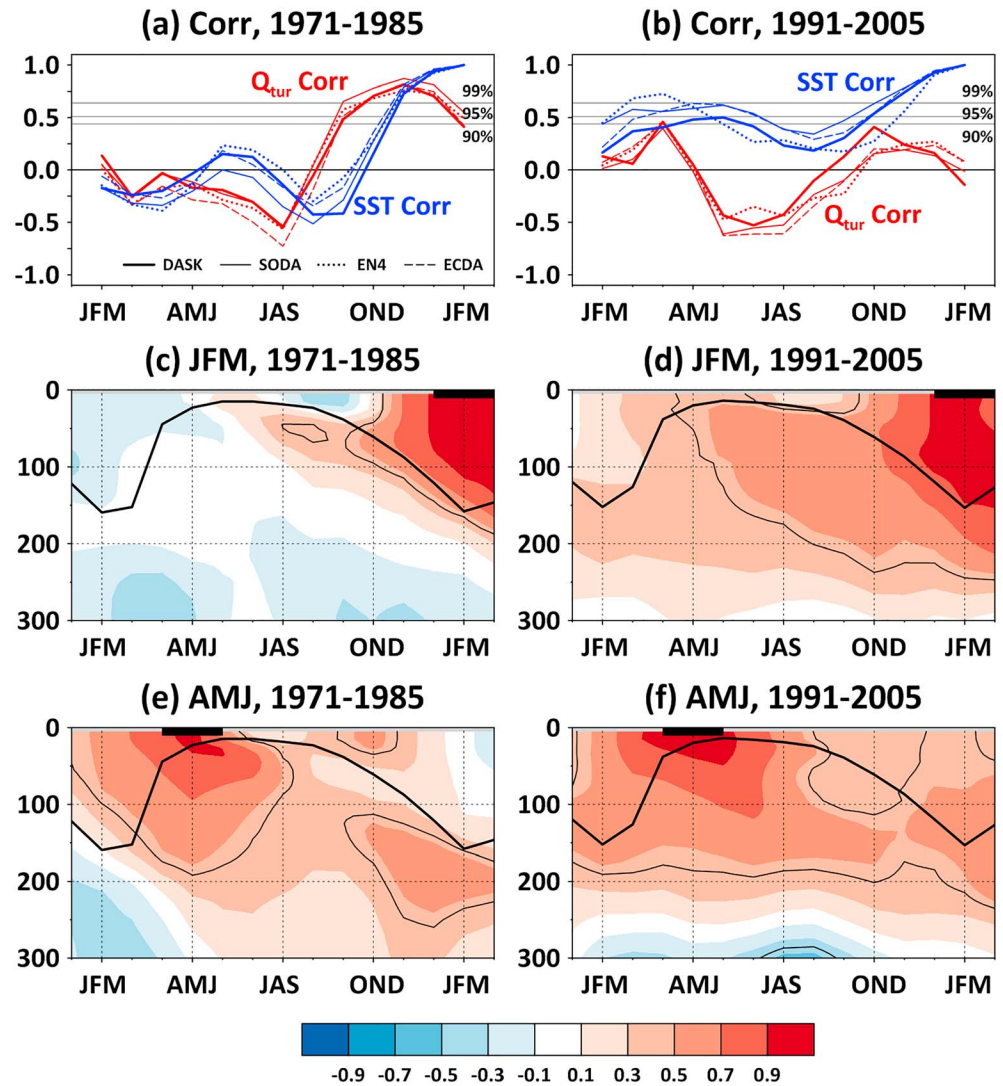 (a) Corr, 1971-1985
(b) Corr, 1991-2005
1.0
0.5
0.0
-0.5
-1.0
Qtur Corr
SST Corr
99%
95%
90%
DASK
SODA
EN4
ECDA
JFM
AMJ
JAS
OND
JFM
1.0
0.5
0.0
-0.5
-1.0
SST Corr
Qtur Corr
99%
95%
90%
JFM
AMJ
JAS
OND
JFM
(c) JFM, 1971-1985
(d) JFM, 1991-2005
0
100
200
300
JFM
AMJ
JAS
OND
JFM
0
100
200
300
JFM
AMJ
JAS
OND
JFM
(e) AMJ, 1971-1985
(f) AMJ, 1991-2005
0
100
200
300
JFM
AMJ
JAS
OND
JFM
0
100
200
300
JFM
AMJ
JAS
OND
JFM
-0.9 -0.7 -0.5 -0.3 -0.1 0.1 0.3 0.5 0.7 0.9